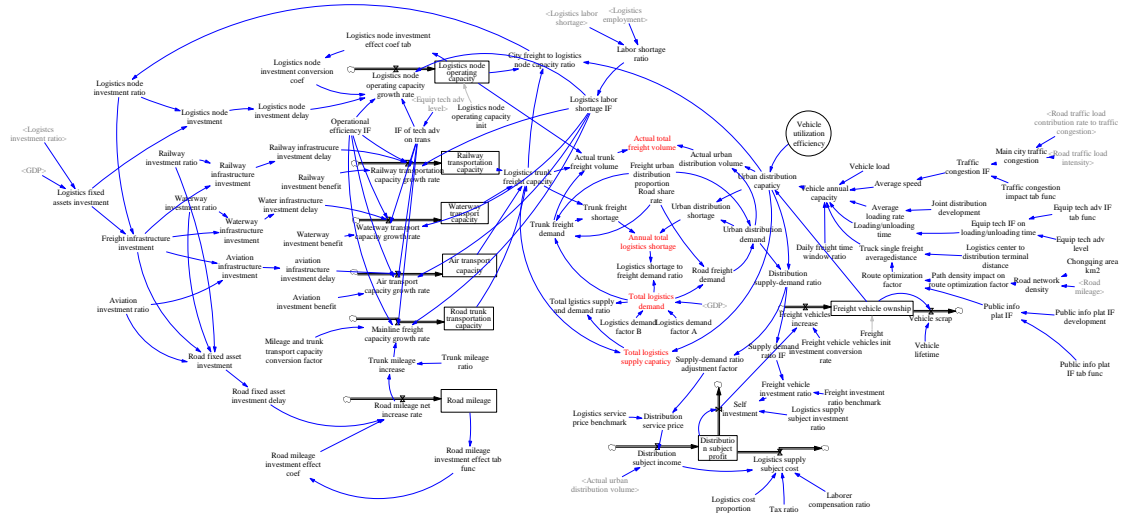 <Logistics labor
shortage>
<Logistics
employment>
Logistics node investment
effect coef tab
City freight to logistics
node capacity ratio
Labor shortage
ratio
Logistics node
investment conversion
coef
Logistics node
operating capacity
growth rate
Logistics node
operating capacity
Logistics node
investment ratio
Logistics node
investment
Logistics node
investment delay
<Equip tech adv
level>
Logistics node
operating capacity
init
Logistics labor
shortage IF
Operational
efficiency IF
IF of tech adv
on trans
Vehicle
utilization
efficiency
<Road traffic load
contribution rate to traffic
congestion>
<Logistcs
investment ratio>
<GDP>
Logistics fixed
assets investment
Railway
investment ratio
Railway
infrastructure
investment
Railway infrascructure
investment delay
Railway
investment benefit
Railway transportation
capacity growth rate
Railway
transportation
capacity
Logistics trunk
freight capacity
Actual trunk
freight volume
Actual total
freight volume
Actual urban
distribution volume
Urban distribution
capaticy
Freight urban
distribution
proportion
Road share
rate
Trunk freight
shortage
Trunk freight
demand
Urban distribution
shortage
Urban distribution
demand
Vehicle load
Vehicle annual
capacity
Average speed
Traffic
congestion IF
Main city traffic
congestion
<Road traffic load
intensity>
Traffic congestion
impact tab func
Waterway
investment ratio
Water infrastructure
investment delay
Waterway
infrastructure
investment
Waterway
investment benefit
Waterway transport
capacity growth rate
Waterway
transport
capacity
Freight infrastructure
investment
Average
loading rate
Loading/unloading
time
Joint distribution
development
Equip tech IF on
loading/unloading time
Equip tech adv IF
tab func
Equip tech adv
level
Daily freight time
window ratio
Truck single freight
averagedistance
Logistics center to
distribution terminal
distance
Annual total
logistics shortage
Logistics shortage to
freight demand ratio
Road freight
demand
Aviation
infrastructure
investment
aviation
infrastructure
investment delay
Air transport
capacity growth rate
Air transport
capacity
Aviation
investment ratio
Aviation
investment benefit
Distribution
supply-demand ratio
Route optimization
factor
Path density impact on
route optimization factor
Road network
density
Chongqing area
km2
<Road
mileage>
Total lgistics supply
and demand ratio
Total logistics
demand
<GDP>
Logistics demand
factor B
Logistics demand
factor A
Freight vehicles
increase
Freight vehicle ownship
Vehicle scrap
Public info
plat IF
Public info plat IF
development
Road trunk
transportation
capacity
Mainline freight
capacity growth rate
Mileage and trunk
transport capacity
conversion factor
Road fixed asset
investment
Trunk mileage
increase
Trunk mileage
ratio
Total logistics
supply capaticy
Supply-demand ratio
adjustment factor
Supply demand
ratio IF
Freight vehicle
investment conversion
rate
Freight
vehicles init
Vehicle
lifetime
Public info plat
IF tab func
Road fixed asset
investment delay
Road mileage net
increase rate
Road mileage
Freight vehicle
investment ratio
Freight investment
ratio benchmark
Logistics service
price benchmark
Distribution
service price
Self
investment
Logistics supply
subject investment
ratio
Road mileage
investment effect
coef
Road mileage
investment effect tab
func
Distribution
subject income
Distributio
n subject
profit
Logistics supply
subject cost
<Actual urban
distribution volume>
Logistics cost
proportion
Tax ratio
Laborer
compensation ratio